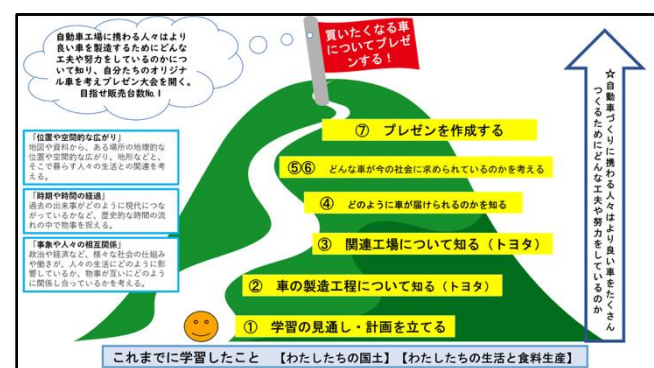 自動車工場に携わる人々はより
良い車を製造するためにどんな
工夫や努力をしているのかにつ
いて知り、自分たちのオリジナ
ル車を考えプレゼン大会を開く。
目指せ販売台数No.1
買いたくなる車
についてプレゼ
ンする！
☆自動車づくりに携わる人々はより良い車をたくさん
つくるためにどんな工夫や努力をしているのか
⑦ プレゼンを作成する
⑤⑥ どんな車が今の社会に求められているのかを考える
④ どのように車が届けられるのかを知る
③ 関連工場について知る（トヨタ）
② 車の製造工程について知る（トヨタ）
① 学習の見通し・計画を立てる
「位置や空間的な広がり」
地図や資料から、ある場所の地理的な
位置や空間的な広がり、地形などと、
そこで暮らす人々の生活との関連を考
える。
「時期や時間の経過」
過去の出来事がどのように現代につな
がっているかなど、歴史的な時間の流
れの中で物事を捉える。
「事象や人々の相互関係」
政治や経済など、様々な社会の仕組み
や働きが、人々の生活にどのように影
響しているか、物事が互いにどのよう
に関係し合っているかを考える。
これまでに学習したこと 【わたしたちの国土】【わたしたちの生活と食料生産】